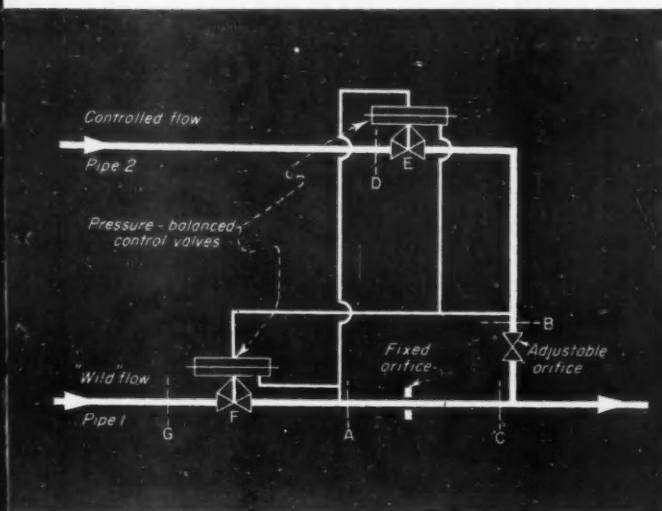 Controlled flow
Pipe 2
D
E
Pressure-balanced
control valves
B
"Wild" flow
Fixed
orifice
Adjustable
orifice
F
Pipe 1
G
A
C